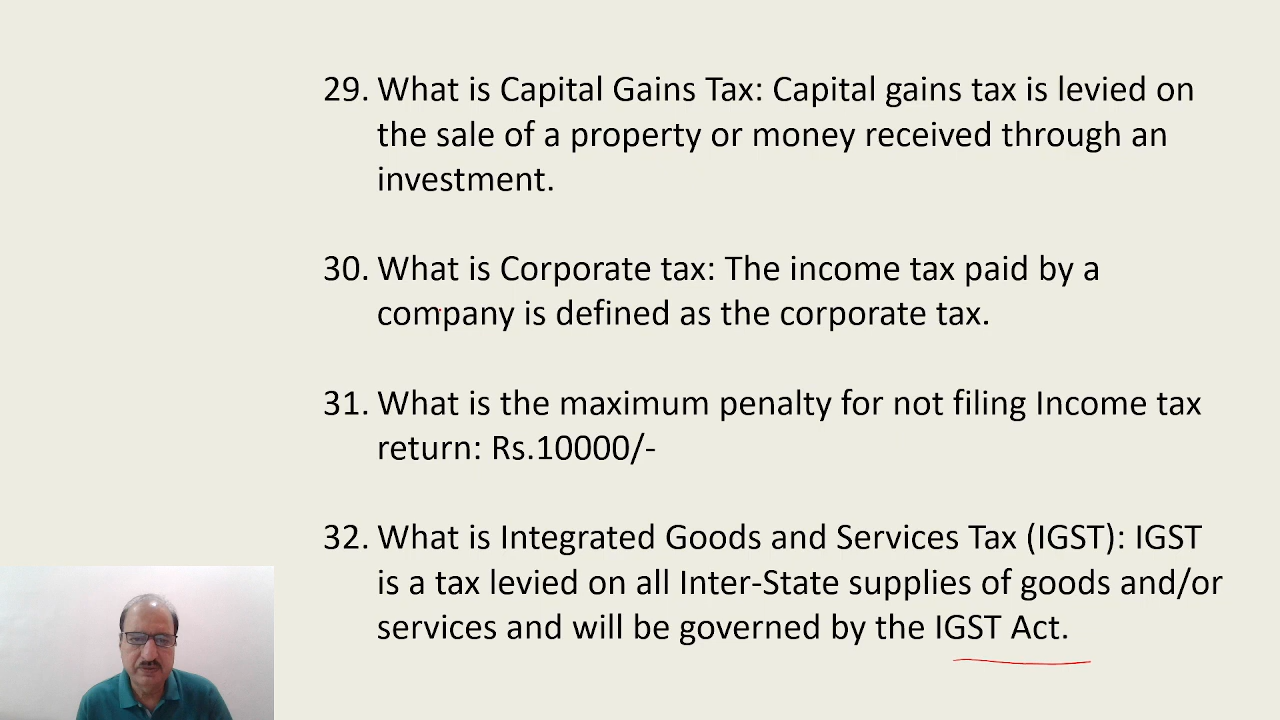 29. What is Capital Gains Tax: Capital gains tax is levied on
the sale of a property or money received through an
investment.
30. What is Corporate tax: The income tax paid by a
company is defined as the corporate tax.
31. What is the maximum penalty for not filing Income tax
return: Rs.10000/-
32. What is Integrated Goods and Services Tax (IGST): IGST
is a tax levied on all Inter-State supplies of goods and/or
services and will be governed by the IGST Act.